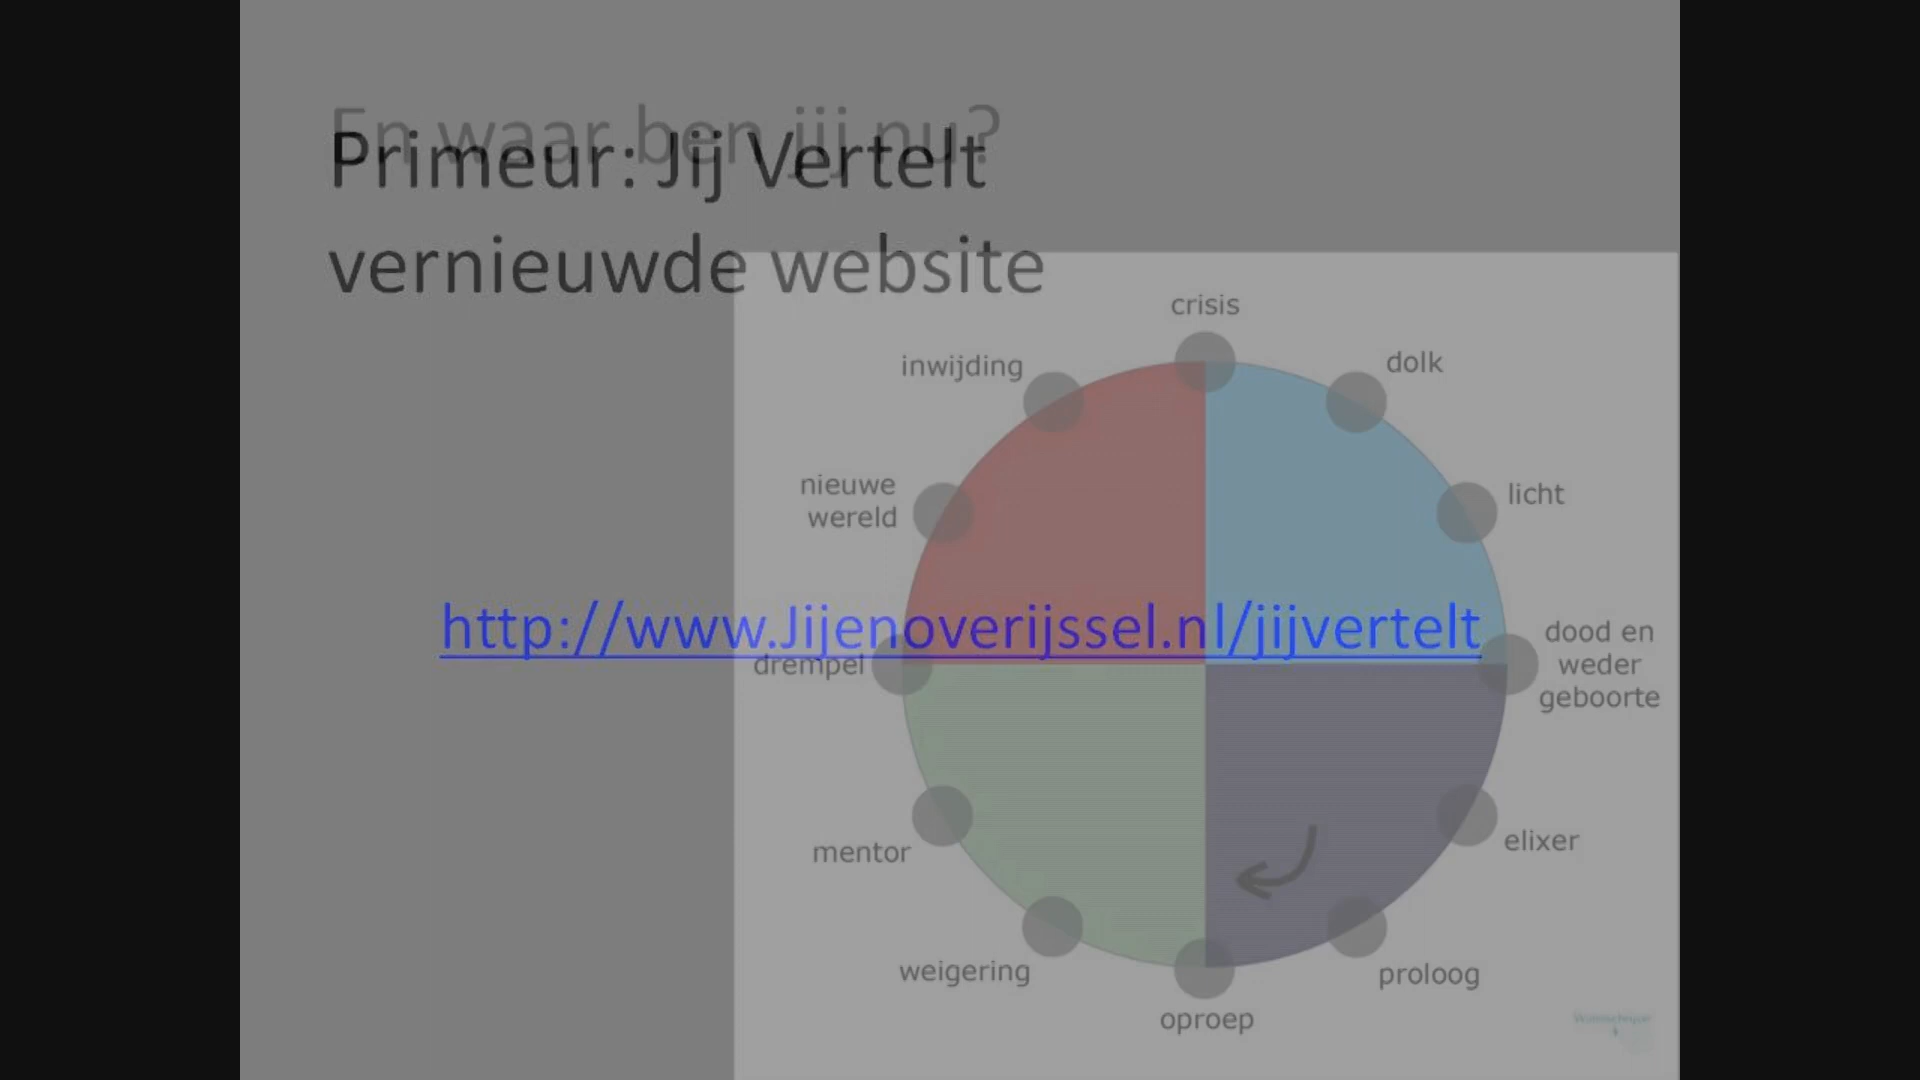 En waar ben jij nu?
Primeur: Jij Vertelt
vernieuwde website
crisis
inwijding
dolk
nieuwe
wereld
licht
http://www.Jijenoverijssel.nl/jijvertelt
drempel
dood en
weder
geboorte
mentor
elixer
weigering
proloog
oproep